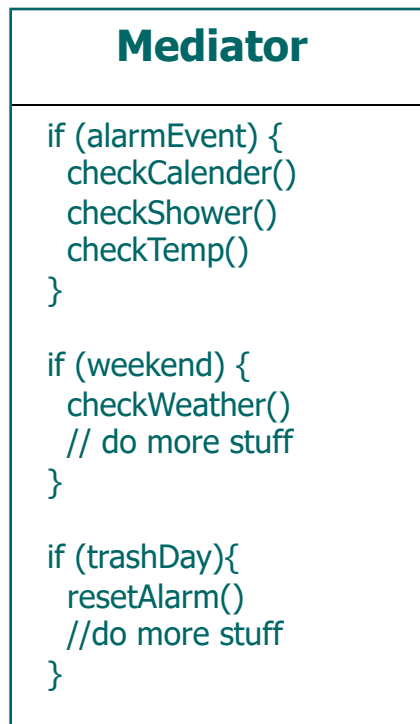 Mediator
if (alarmEvent) {
checkCalender()
checkShower()
checkTemp()
}
if (weekend) {
checkWeather()
// do more stuff
}
if (trashDay){
resetAlarm()
//do more stuff
}